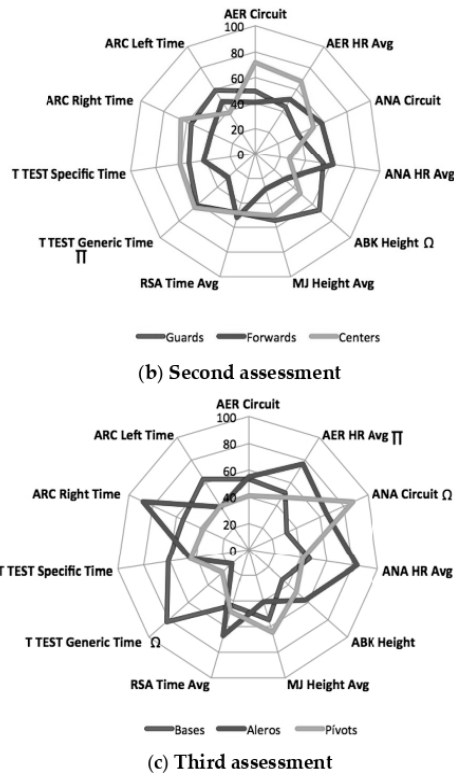 AER Circuit
100
ARC Left Time
AER HR Avg
80
60
ARC Right Time
ANA Circuit
40
20
0
T TEST Specific Time
ANA HR Avg
T TEST Generic Time
∏
ABK Height Ω
RSA Time Avg
MJ Height Avg
Guards Forwards Centers
(b) Second assessment
AER Circuit
100
ARC Left Time
AER HR Avg ∏
80
60
ARC Right Time
ANA Circuit Ω
40
20
0
T TEST Specific Time
ANA HR Avg
T TEST Generic Time Ω
ABK Height
RSA Time Avg
MJ Height Avg
Bases Aleros Pívots
(c) Third assessment